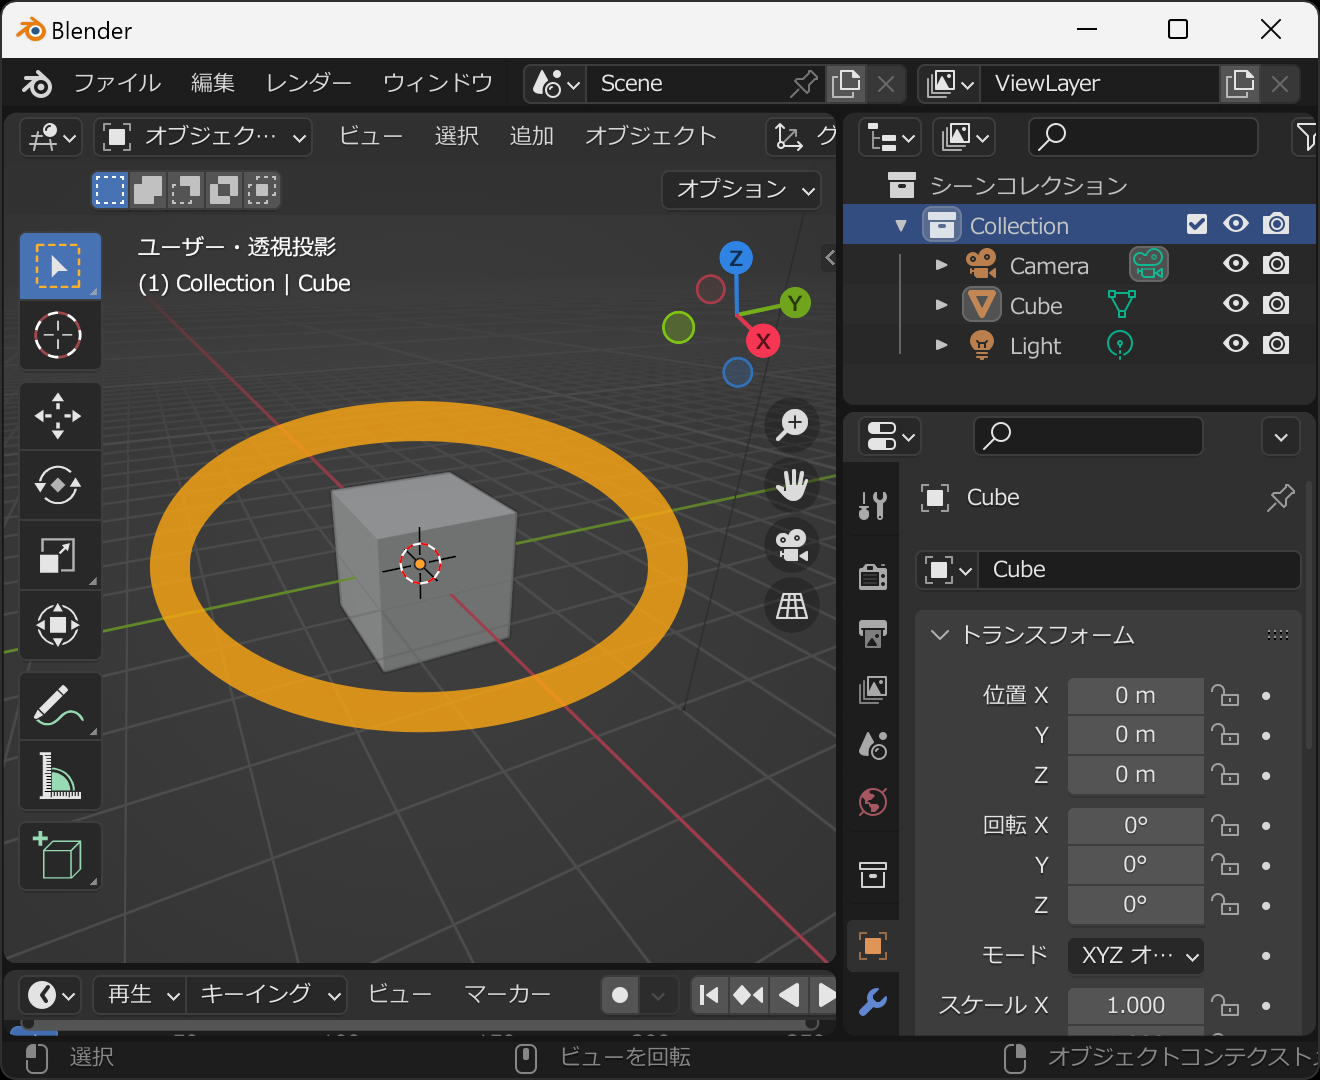 Blender
ファイル 編集 レンダー ウィンドウ Scene ViewLayer
オブジェク… ビュー 選択 追加 オブジェクト グ
オプション
ユーザー・透視投影
(1) Collection | Cube
Z
Y
X
シーンコレクション
Collection
Camera
Cube
Light
Cube
Cube
トランスフォーム
位置 X 0 m
Y 0 m
Z 0 m
回転 X 0°
Y 0°
Z 0°
モード XYZ オ…
スケール X 1.000
再生 キーイング ビュー マーカー
選択 ビューを回転 オブジェクトコンテクスト